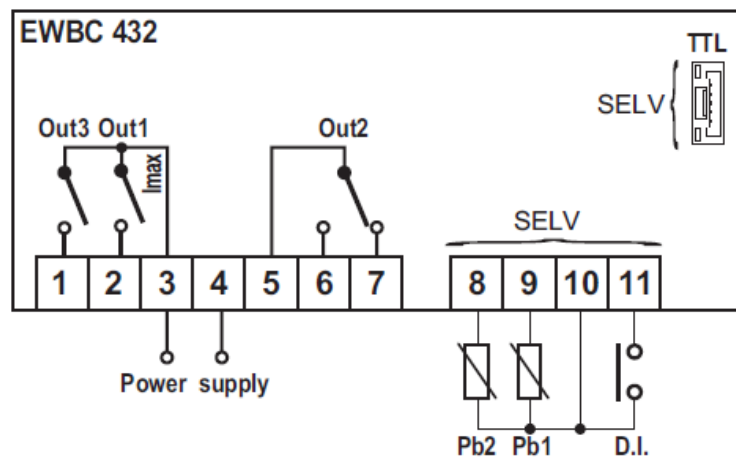 EWBC 432
TTL
SELV
Out3 Out1 Out2
Imax
SELV
1 2 3 4 5 6 7 8 9 10 11
Power supply
Pb2 Pb1 D.I.